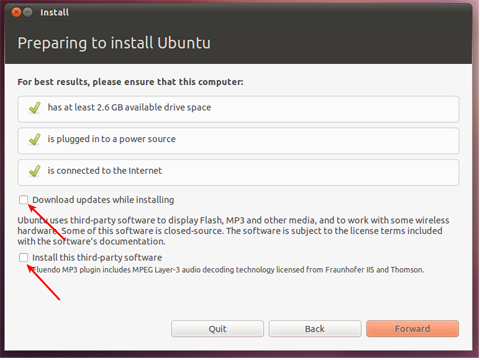 Install
Preparing to install Ubuntu
For best results, please ensure that this computer:
has at least 2.6 GB available drive space
is plugged in to a power source
is connected to the Internet
Download updates while installing
Ubuntu uses third-party software to display Flash, MP3 and other media, and to work with some wireless
hardware. Some of this software is closed-source. The software is subject to the license terms included
with the software's documentation.
Install this third-party software
Fluendo MP3 plugin includes MPEG Layer-3 audio decoding technology licensed from Fraunhofer IIS and Thomson.
Quit
Back
Forward